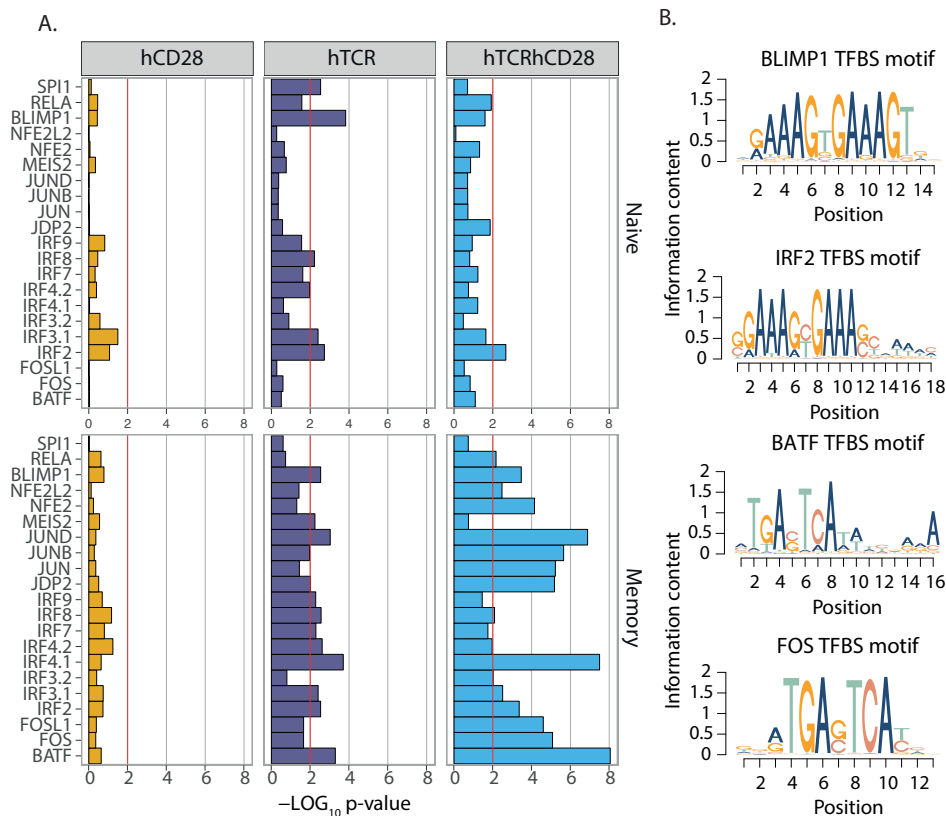 A.
hCD28 hTCR hTCRhCD28
SPI1
RELA
BLIMP1
NFE2L2
NFE2
MEIS2
JUND
JUNB
JUN
JDP2
IRF9
IRF8
IRF7
IRF4.2
IRF4.1
IRF3.2
IRF3.1
IRF2
FOSL1
FOS
BATF
Naive
0 2 4 6 8 0 2 4 6 8 0 2 4 6 8
SPI1
RELA
BLIMP1
NFE2L2
NFE2
MEIS2
JUND
JUNB
JUN
JDP2
IRF9
IRF8
IRF7
IRF4.2
IRF4.1
IRF3.2
IRF3.1
IRF2
FOSL1
FOS
BATF
Memory
0 2 4 6 8 0 2 4 6 8 0 2 4 6 8
−LOG10 p-value
B.
BLIMP1 TFBS motif
2
1.5
1
0.5
0
2 4 6 8 10 12 14
Position
Information content
IRF2 TFBS motif
2
1.5
1
0.5
0
2 4 6 8 10 12 14 16 18
Position
BATF TFBS motif
2
1.5
1
0.5
0
2 4 6 8 10 12 14 16
Position
Information content
FOS TFBS motif
2
1.5
1
0.5
0
1 2 3 4 5 6 7 8 9 10 11 12 13
Position